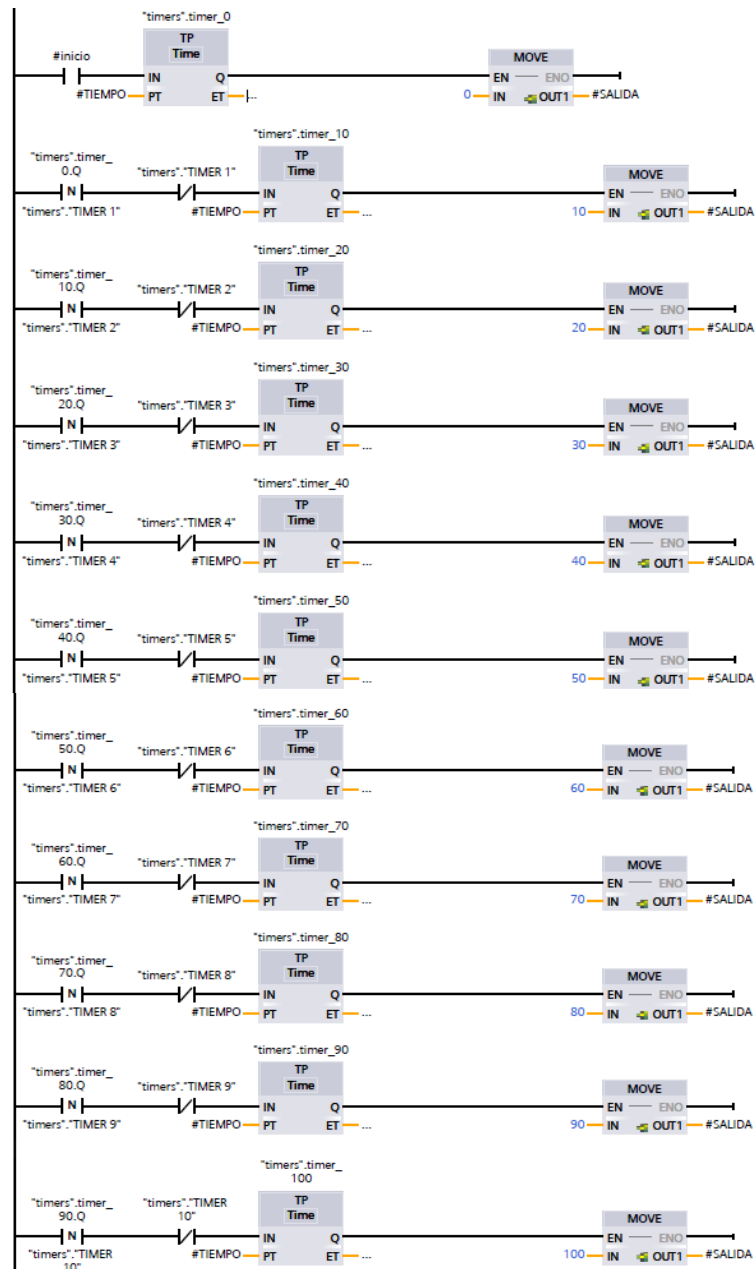 "timers".timer_0
TP
Time
#inicio
IN Q
#TIEMPO PT ET ...
MOVE
EN ENO
0 IN OUT1 #SALIDA
"timers".timer_10
"timers".timer_
0.Q
"timers"."TIMER 1"
TP
Time
N
IN Q
"timers"."TIMER 1"
#TIEMPO PT ET ...
MOVE
EN ENO
10 IN OUT1 #SALIDA
"timers".timer_20
"timers".timer_
10.Q
"timers"."TIMER 2"
TP
Time
N
IN Q
"timers"."TIMER 2"
#TIEMPO PT ET ...
MOVE
EN ENO
20 IN OUT1 #SALIDA
"timers".timer_30
"timers".timer_
20.Q
"timers"."TIMER 3"
TP
Time
N
IN Q
"timers"."TIMER 3"
#TIEMPO PT ET ...
MOVE
EN ENO
30 IN OUT1 #SALIDA
"timers".timer_40
"timers".timer_
30.Q
"timers"."TIMER 4"
TP
Time
N
IN Q
"timers"."TIMER 4"
#TIEMPO PT ET ...
MOVE
EN ENO
40 IN OUT1 #SALIDA
"timers".timer_50
"timers".timer_
40.Q
"timers"."TIMER 5"
TP
Time
N
IN Q
"timers"."TIMER 5"
#TIEMPO PT ET ...
MOVE
EN ENO
50 IN OUT1 #SALIDA
"timers".timer_60
"timers".timer_
50.Q
"timers"."TIMER 6"
TP
Time
N
IN Q
"timers"."TIMER 6"
#TIEMPO PT ET ...
MOVE
EN ENO
60 IN OUT1 #SALIDA
"timers".timer_70
"timers".timer_
60.Q
"timers"."TIMER 7"
TP
Time
N
IN Q
"timers"."TIMER 7"
#TIEMPO PT ET ...
MOVE
EN ENO
70 IN OUT1 #SALIDA
"timers".timer_80
"timers".timer_
70.Q
"timers"."TIMER 8"
TP
Time
N
IN Q
"timers"."TIMER 8"
#TIEMPO PT ET ...
MOVE
EN ENO
80 IN OUT1 #SALIDA
"timers".timer_90
"timers".timer_
80.Q
"timers"."TIMER 9"
TP
Time
N
IN Q
"timers"."TIMER 9"
#TIEMPO PT ET ...
MOVE
EN ENO
90 IN OUT1 #SALIDA
"timers".timer_
100
"timers".timer_
90.Q
"timers"."TIMER
10"
TP
Time
N
IN Q
"timers"."TIMER
10"
#TIEMPO PT ET ...
MOVE
EN ENO
100 IN OUT1 #SALIDA